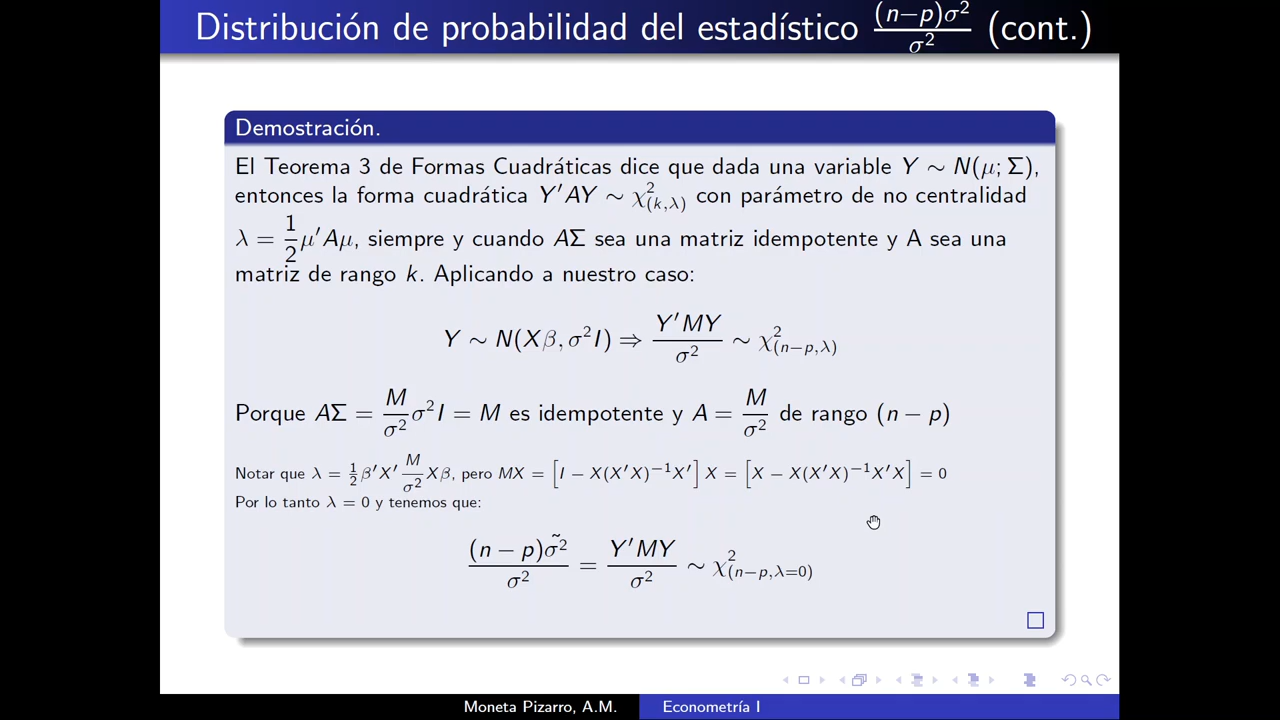 Distribución de probabilidad del estadístico (n−p)σ²/σ² (cont.)
Demostración.
El Teorema 3 de Formas Cuadráticas dice que dada una variable Y ∼ N(μ; Σ),
entonces la forma cuadrática Y′AY ∼ χ²(k,λ) con parámetro de no centralidad
λ = 1/2 μ′Aμ, siempre y cuando AΣ sea una matriz idempotente y A sea una
matriz de rango k. Aplicando a nuestro caso:
Y ∼ N(Xβ, σ²I) ⇒ Y′MY/σ² ∼ χ²(n−p,λ)
Porque AΣ = M/σ² σ²I = M es idempotente y A = M/σ² de rango (n − p)
Notar que λ = 1/2 β′X′ M/σ² Xβ, pero MX = [I − X(X′X)⁻¹X′] X = [X − X(X′X)⁻¹X′X] = 0
Por lo tanto λ = 0 y tenemos que:
(n − p)σ̃²/σ² = Y′MY/σ² ∼ χ²(n−p,λ=0)
Moneta Pizarro, A.M. Econometría I